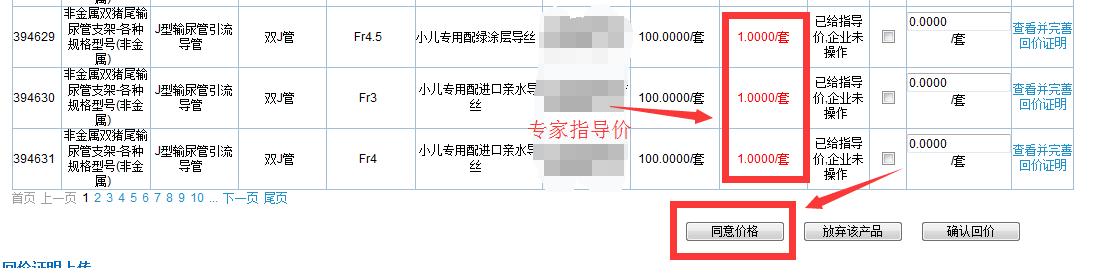 394629 非金属双猪尾输尿管支架-各种规格型号(非金属) J型输尿管引流导管 双J管 Fr4.5 小儿专用配绿涂层导丝 100.0000/套 1.0000/套 已给指导价,企业未操作 0.0000 /套 查看并完善回价证明
394630 非金属双猪尾输尿管支架-各种规格型号(非金属) J型输尿管引流导管 双J管 Fr3 小儿专用配进口亲水导丝 100.0000/套 1.0000/套 已给指导价,企业未操作 0.0000 /套 查看并完善回价证明
专家指导价
394631 非金属双猪尾输尿管支架-各种规格型号(非金属) J型输尿管引流导管 双J管 Fr4 小儿专用配进口亲水导丝 100.0000/套 1.0000/套 已给指导价,企业未操作 0.0000 /套 查看并完善回价证明
首页 上一页 1 2 3 4 5 6 7 8 9 10 ... 下一页 尾页
同意价格 放弃该产品 确认回价
回价证明上传